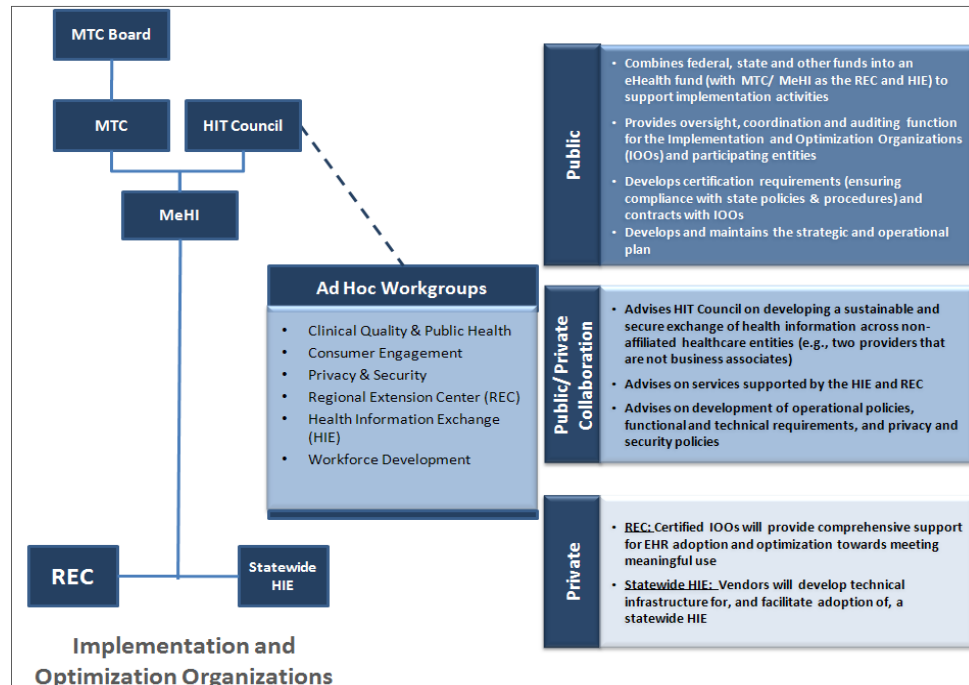 MTC Board
MTC
HIT Council
MeHI
REC
Statewide
HIE
Implementation and
Optimization Organizations
Ad Hoc Workgroups
• Clinical Quality & Public Health
• Consumer Engagement
• Privacy & Security
• Regional Extension Center (REC)
• Health Information Exchange
(HIE)
• Workforce Development
Public
• Combines federal, state and other funds into an
eHealth fund (with MTC/ MeHI as the REC and HIE) to
support implementation activities
• Provides oversight, coordination and auditing function
for the Implementation and Optimization Organizations
(IOOs) and participating entities
• Develops certification requirements (ensuring
compliance with state policies & procedures) and
contracts with IOOs
• Develops and maintains the strategic and operational
plan
Public/ Private
Collaboration
• Advises HIT Council on developing a sustainable and
secure exchange of health information across non-
affiliated healthcare entities (e.g., two providers that
are not business associates)
• Advises on services supported by the HIE and REC
• Advises on development of operational policies,
functional and technical requirements, and privacy and
security policies
Private
• REC: Certified IOOs will provide comprehensive support
for EHR adoption and optimization towards meeting
meaningful use
• Statewide HIE: Vendors will develop technical
infrastructure for, and facilitate adoption of, a
statewide HIE